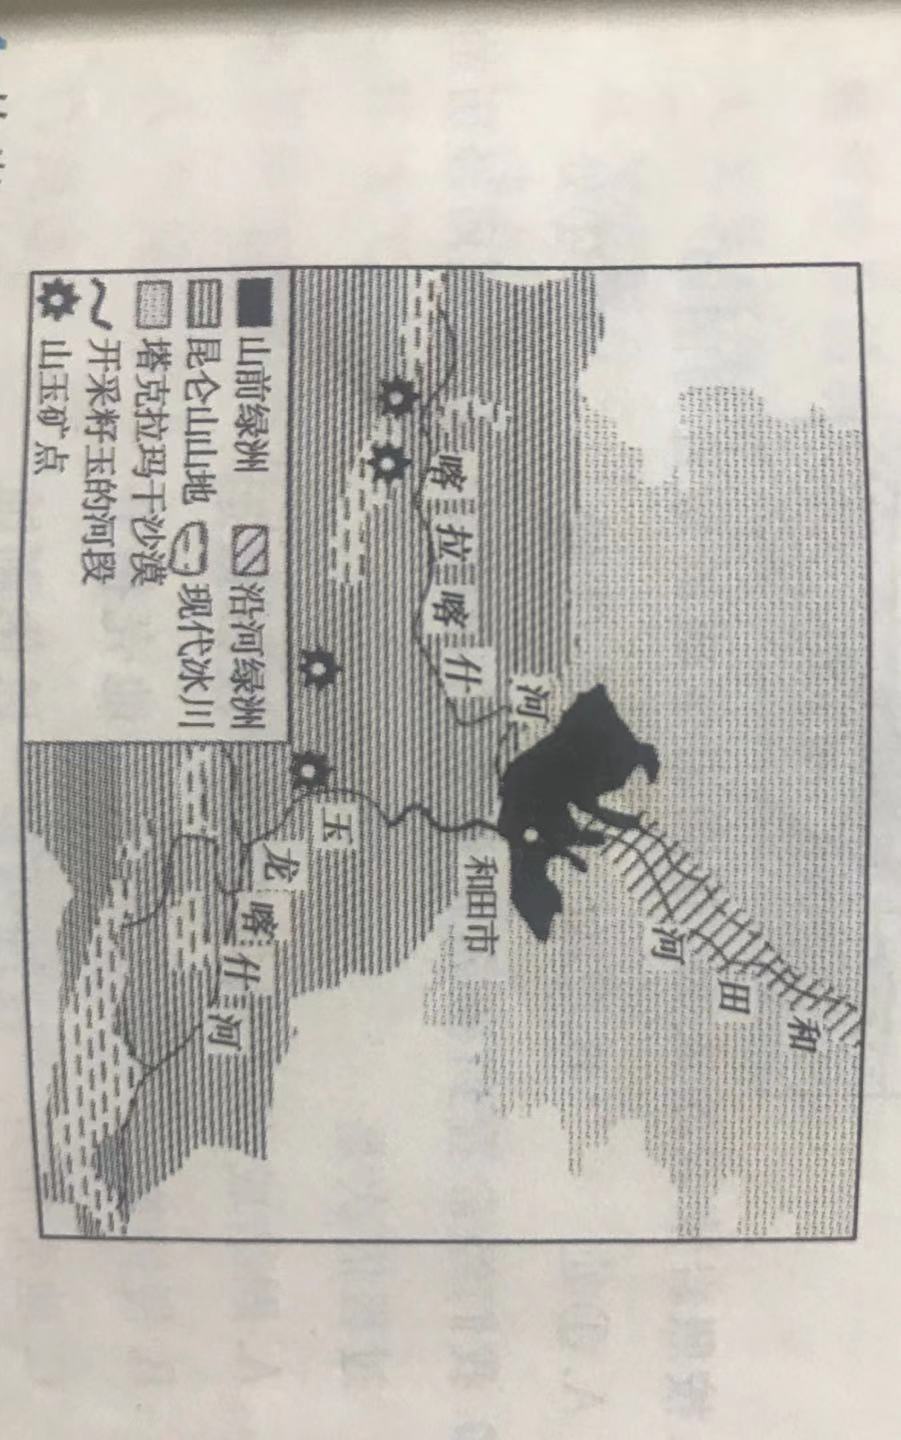 和
田
河
和田市
喀拉喀什河
玉龙喀什河
山前绿洲
沿河绿洲
昆仑山山地
现代冰川
塔克拉玛干沙漠
开采籽玉的河段
山玉矿点